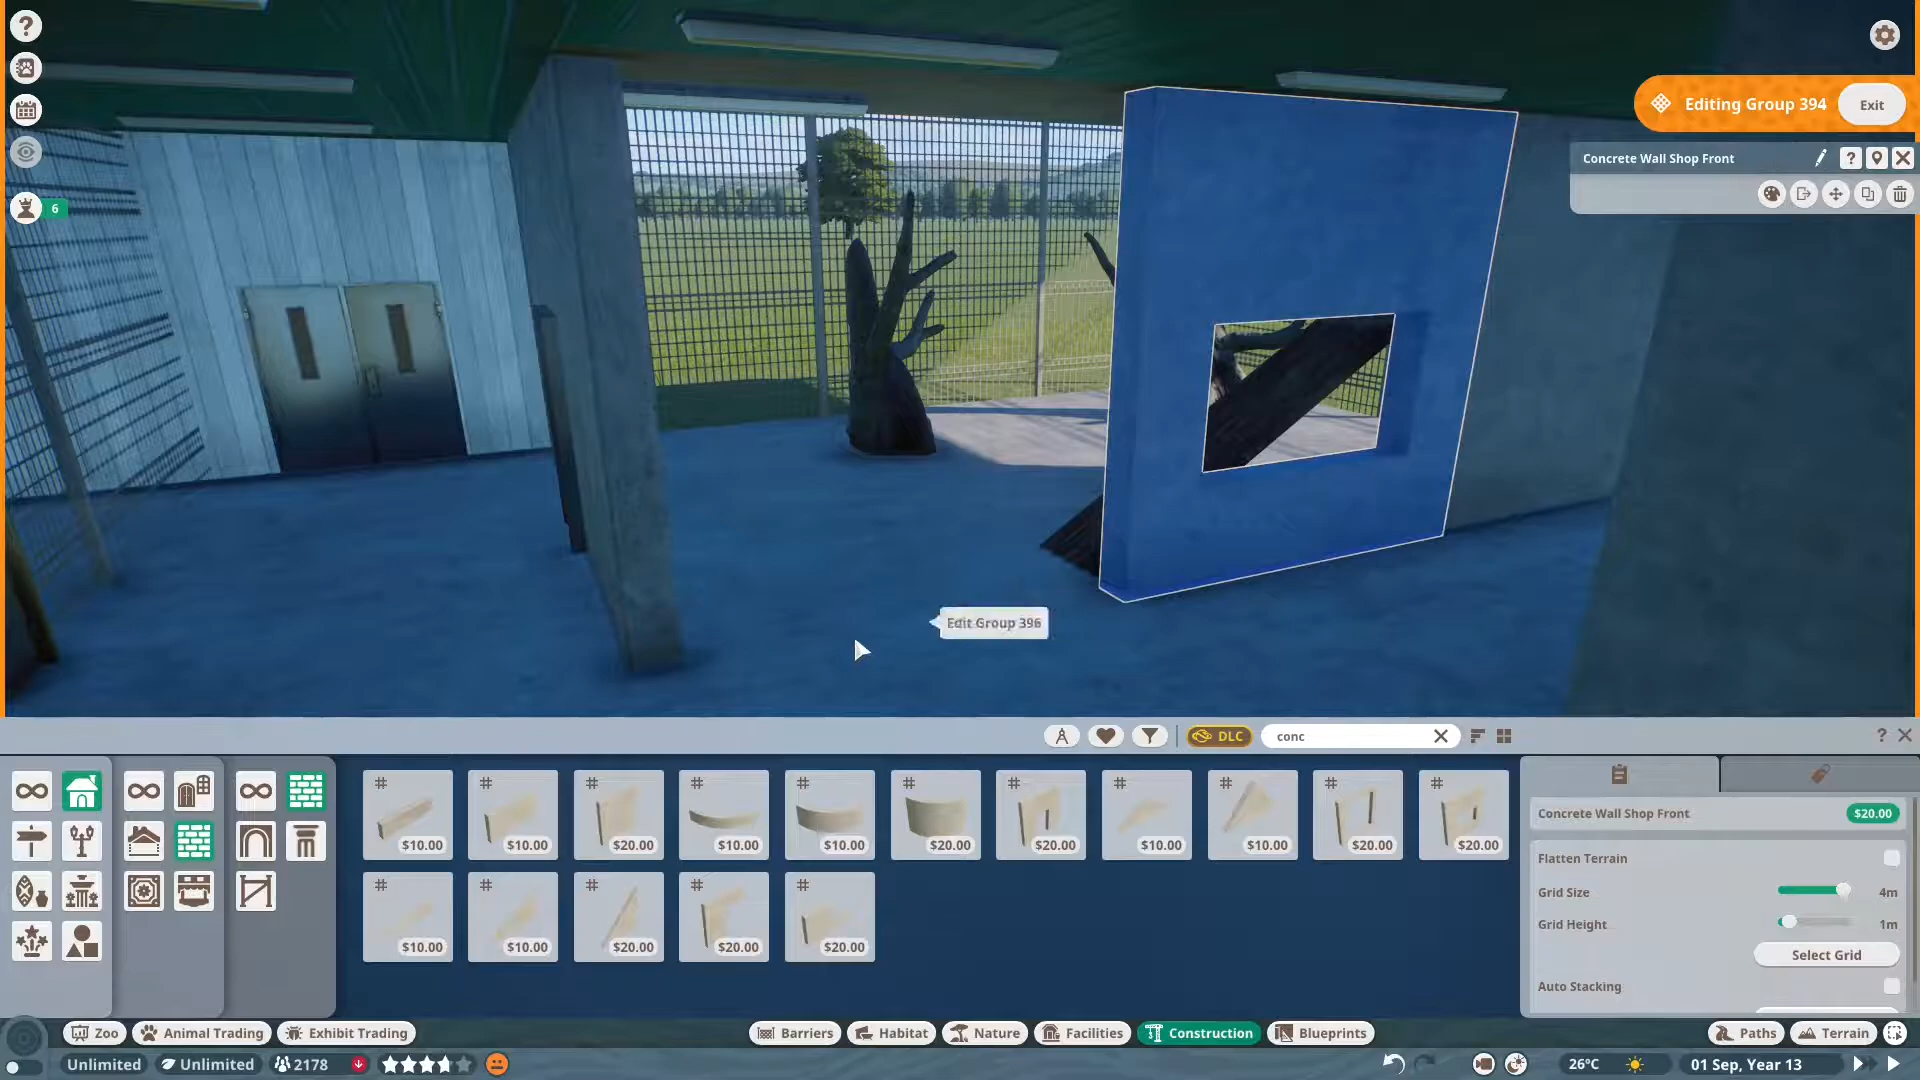 ?
Editing Group 394
Exit
Concrete Wall Shop Front
?
6
Edit Group 396
DLC
conc
?
# $10.00
# $10.00
# $20.00
# $10.00
# $10.00
# $20.00
# $20.00
# $10.00
# $10.00
# $20.00
# $20.00
# $10.00
# $10.00
# $20.00
# $20.00
# $20.00
Concrete Wall Shop Front
$20.00
Flatten Terrain
Grid Size
4m
Grid Height
1m
Select Grid
Auto Stacking
Zoo
Animal Trading
Exhibit Trading
Barriers
Habitat
Nature
Facilities
Construction
Blueprints
Paths
Terrain
Unlimited
Unlimited
2178
26°C
01 Sep, Year 13